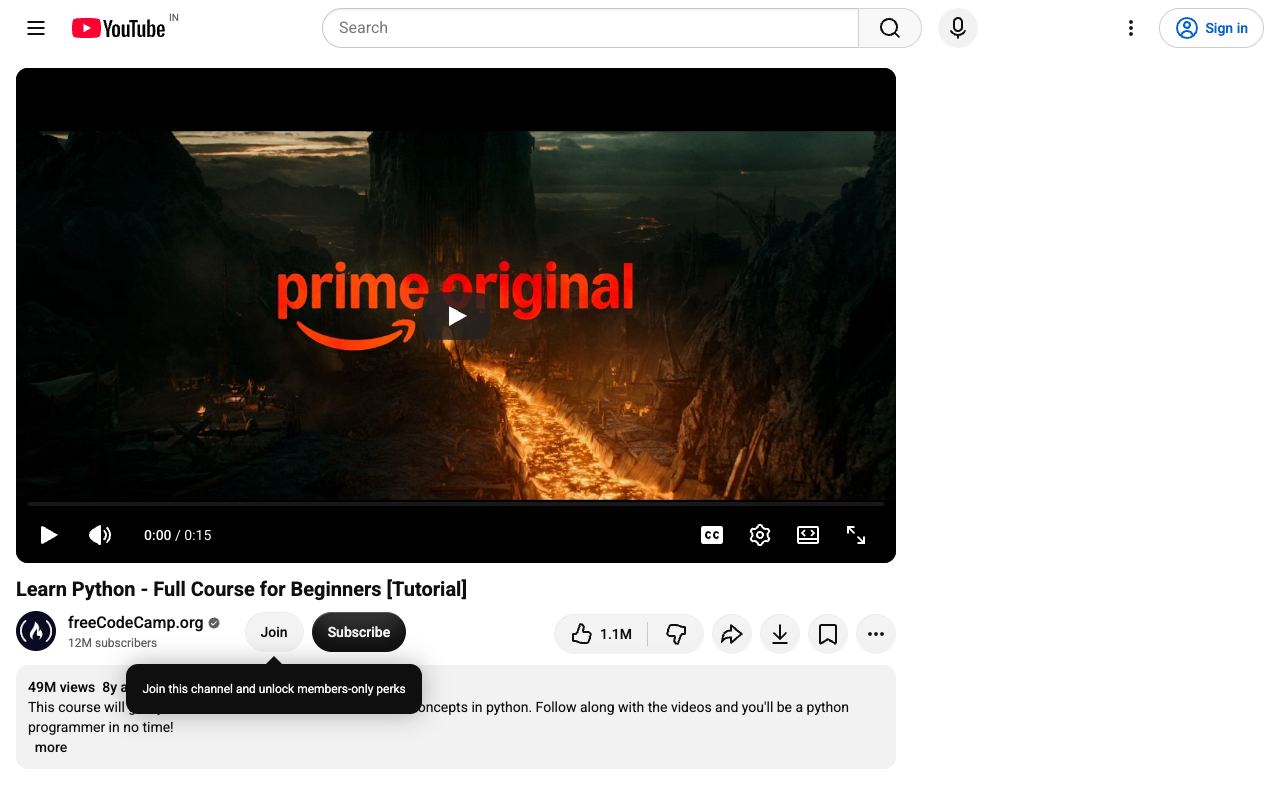 YouTube IN
Search
Sign in
prime original
CC
0:00 / 0:15
Learn Python - Full Course for Beginners [Tutorial]
freeCodeCamp.org
12M subscribers
Join
Subscribe
1.1M
Join this channel and unlock members-only perks
49M views 8y
This course will concepts in python. Follow along with the videos and you'll be a python
programmer in no time!
more